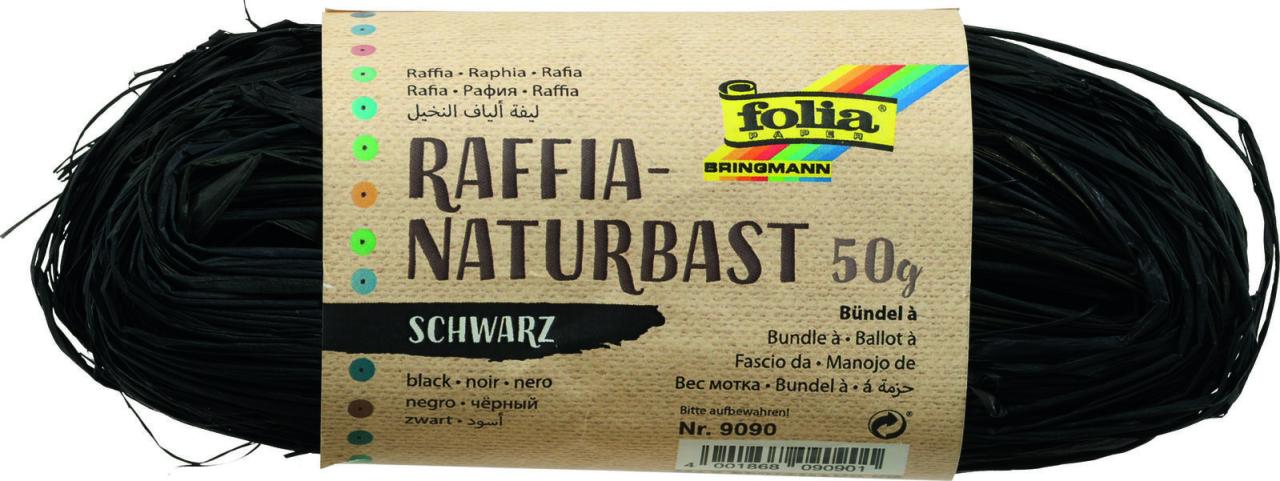 Raffia • Raphia • Rafia
Rafia • Рафия • Raffia
ليفة ألياف النخيل
folia®
PAPER
BRINGMANN
RAFFIA-
NATURBAST 50g
SCHWARZ
black • noir • nero
negro • чёрный
zwart • أسود
Bündel à
Bundle à • Ballot à
Fascio da • Manojo de
Вес мотка • Bundel à • á حزمة
Bitte aufbewahren!
Nr. 9090
4 001868 090901